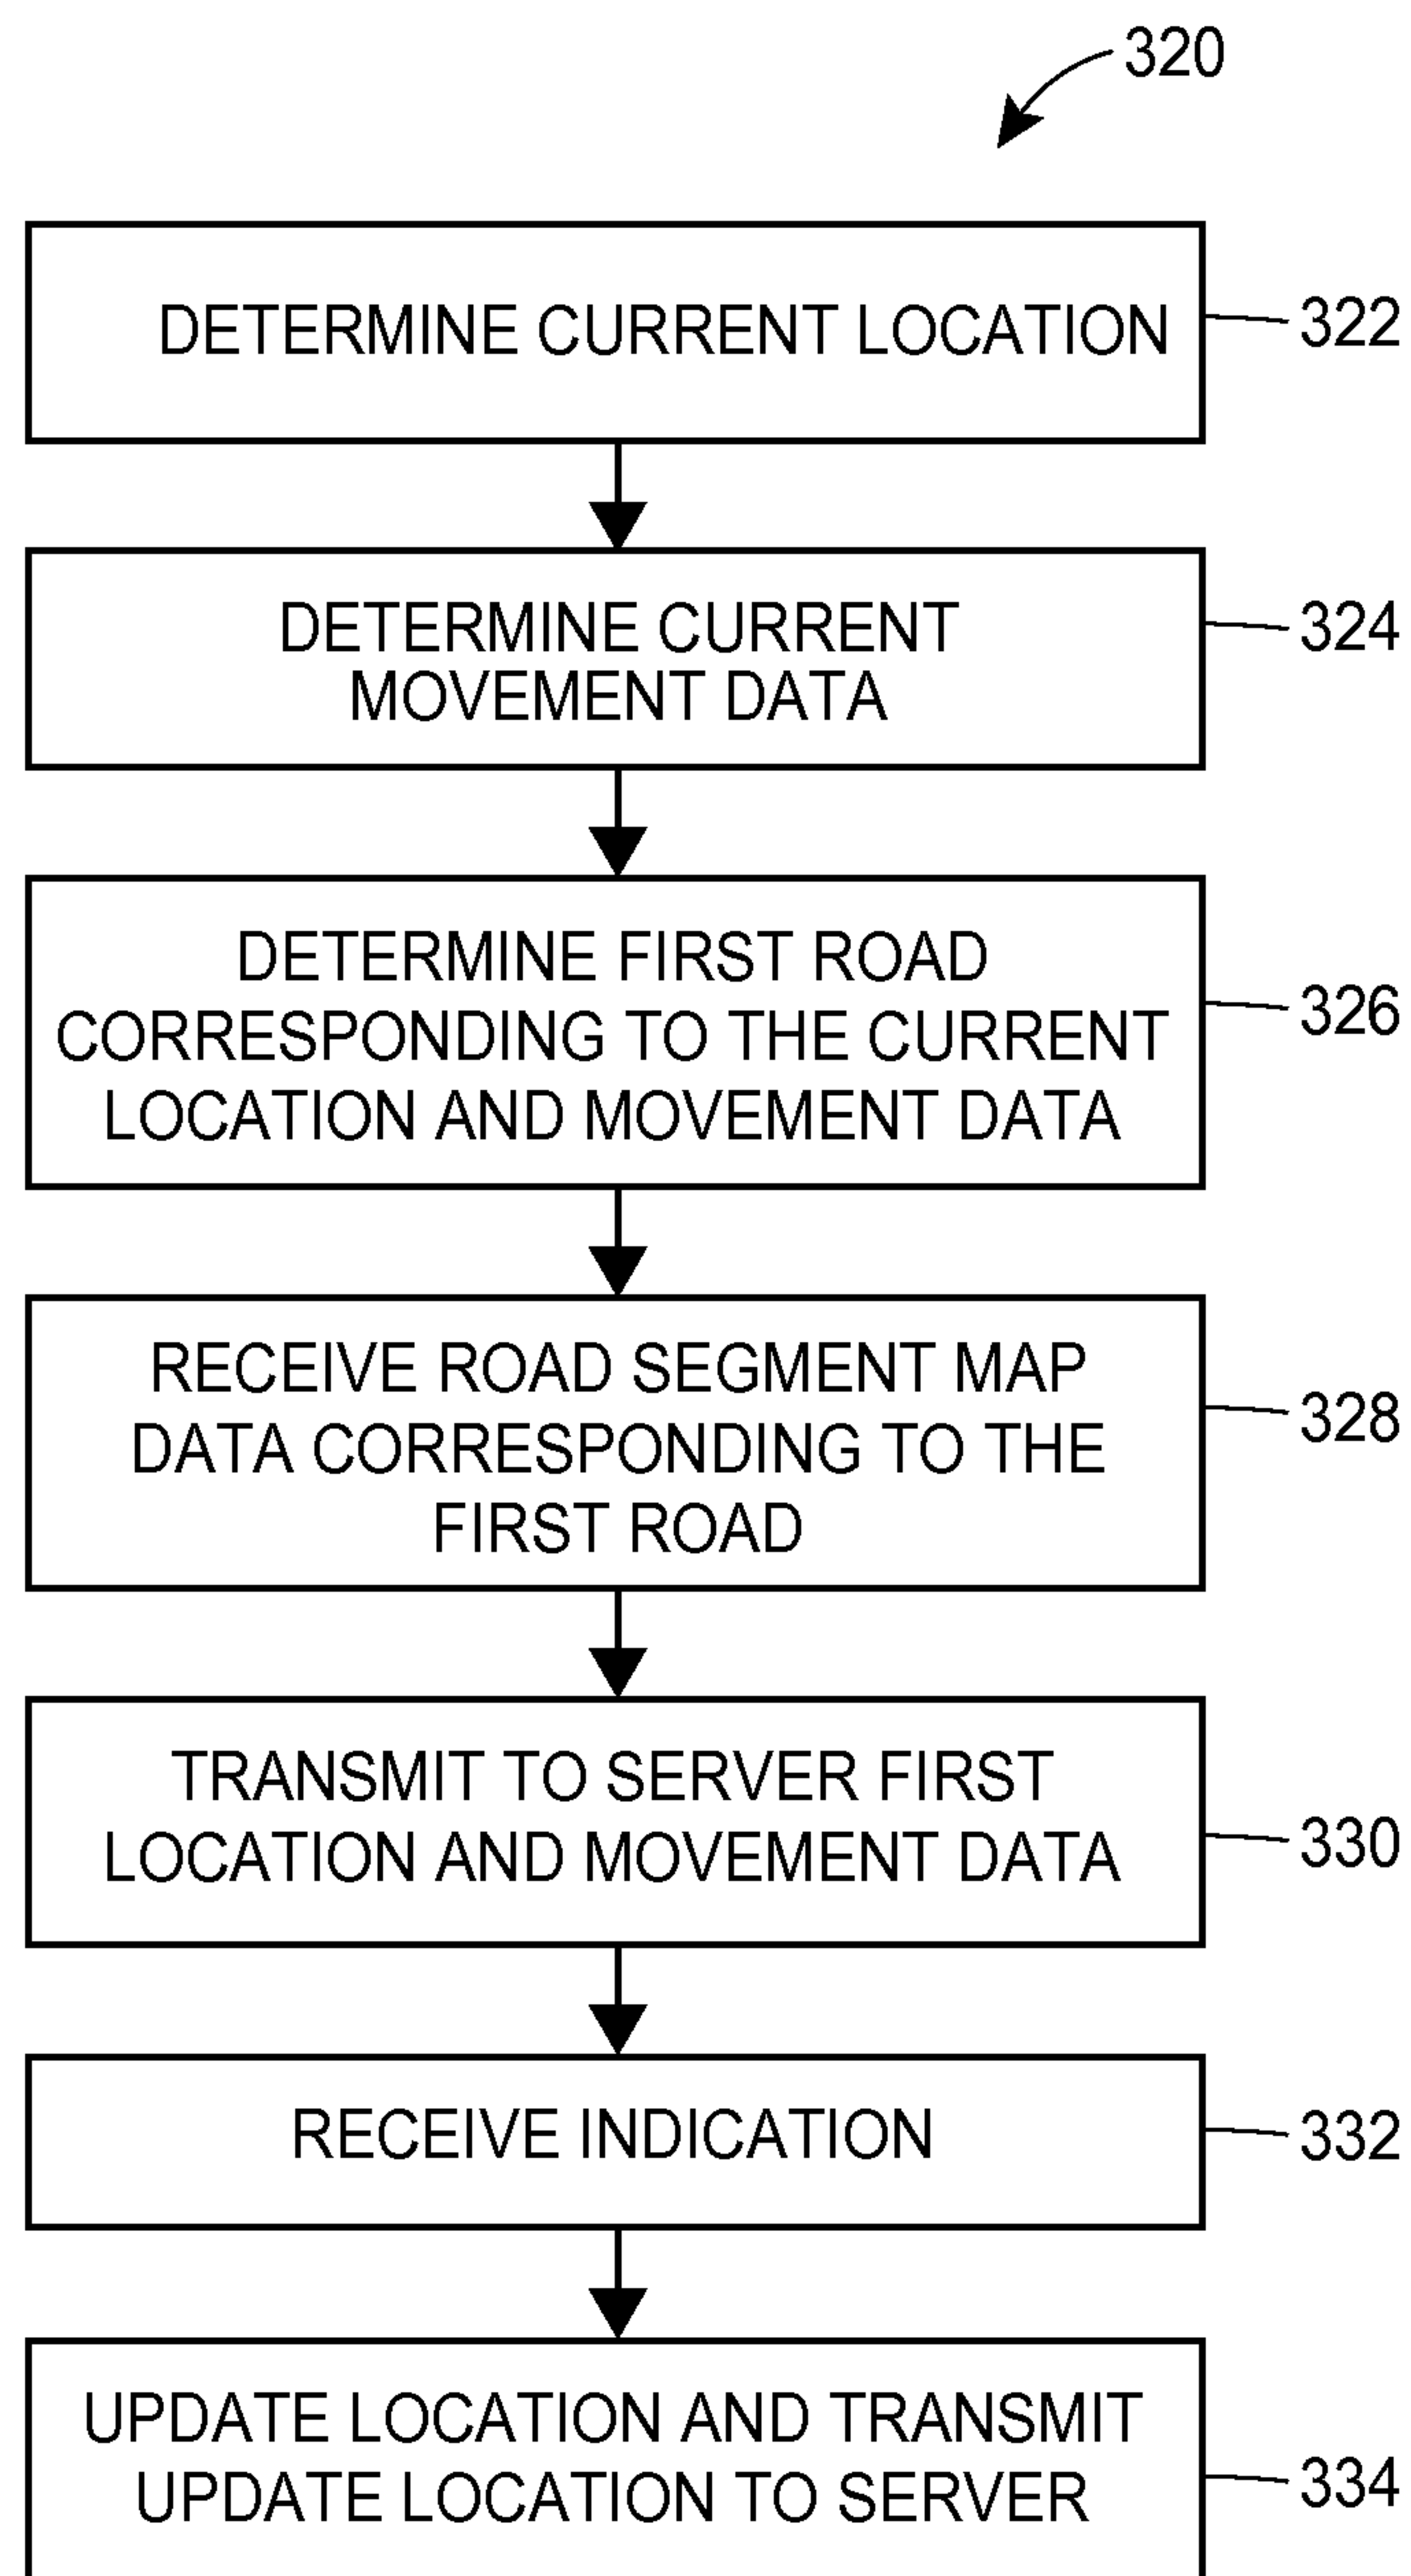 320
DETERMINE CURRENT LOCATION
322
DETERMINE CURRENT
MOVEMENT DATA
324
DETERMINE FIRST ROAD
CORRESPONDING TO THE CURRENT
LOCATION AND MOVEMENT DATA
326
RECEIVE ROAD SEGMENT MAP
DATA CORRESPONDING TO THE
FIRST ROAD
328
TRANSMIT TO SERVER FIRST
LOCATION AND MOVEMENT DATA
330
RECEIVE INDICATION
332
UPDATE LOCATION AND TRANSMIT
UPDATE LOCATION TO SERVER
334